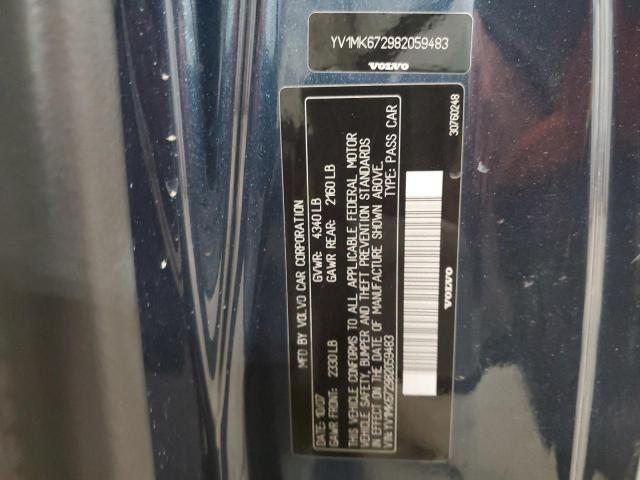 YV1MK672982059483
VOLVO
MFD BY VOLVO CAR CORPORATION
10/07 GVWR: 4340 LB
GAWR FRONT: 2330 LB GAWR REAR: 2160 LB
THIS VEHICLE CONFORMS TO ALL APPLICABLE FEDERAL MOTOR
VEHICLE SAFETY, BUMPER AND THEFT PREVENTION STANDARDS
IN EFFECT ON THE DATE OF MANUFACTURE SHOWN ABOVE.
VIN: YV1MK672982059483 TYPE: PASS CAR
VOLVO
30760248